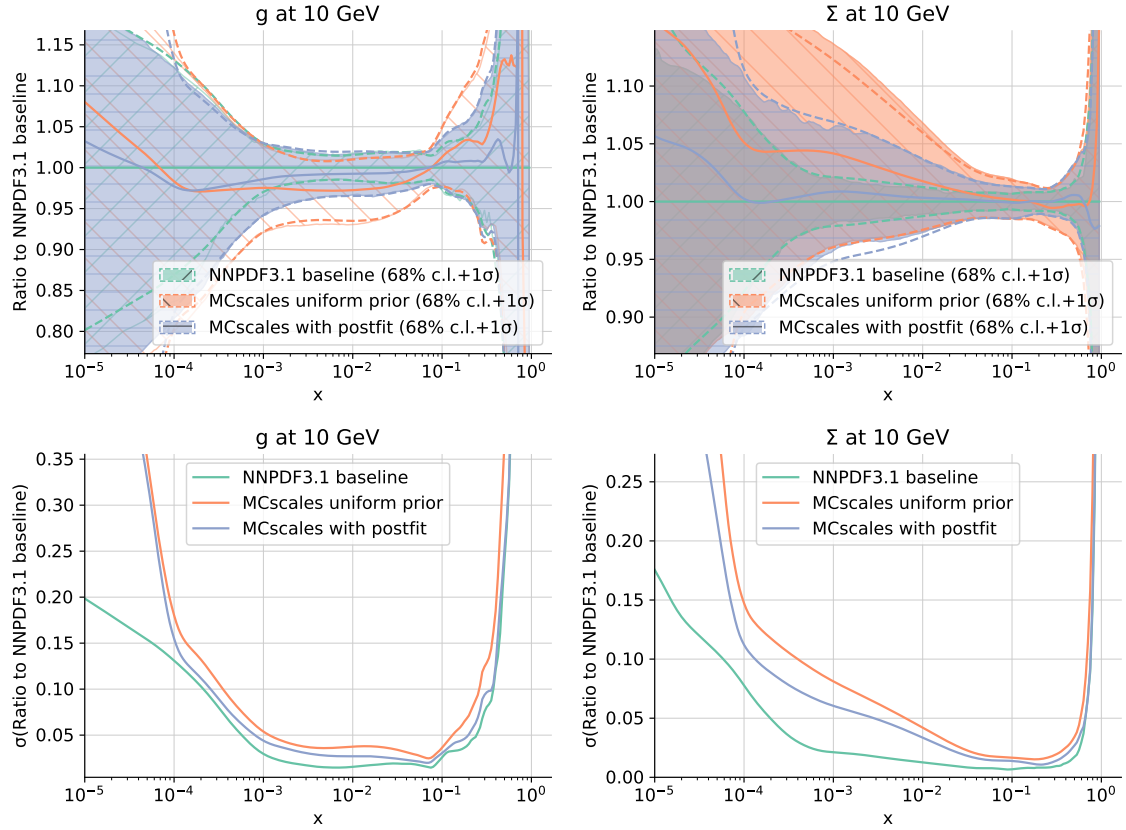 g at 10 GeV
Ratio to NNPDF3.1 baseline
1.15
1.10
1.05
1.00
0.95
0.90
0.85
0.80
NNPDF3.1 baseline (68% c.l.+1σ)
MCscales uniform prior (68% c.l.+1σ)
MCscales with postfit (68% c.l.+1σ)
10⁻⁵ 10⁻⁴ 10⁻³ 10⁻² 10⁻¹ 10⁰
x
Σ at 10 GeV
Ratio to NNPDF3.1 baseline
1.10
1.05
1.00
0.95
0.90
NNPDF3.1 baseline (68% c.l.+1σ)
MCscales uniform prior (68% c.l.+1σ)
MCscales with postfit (68% c.l.+1σ)
10⁻⁵ 10⁻⁴ 10⁻³ 10⁻² 10⁻¹ 10⁰
x
g at 10 GeV
σ(Ratio to NNPDF3.1 baseline)
0.35
0.30
0.25
0.20
0.15
0.10
0.05
NNPDF3.1 baseline
MCscales uniform prior
MCscales with postfit
10⁻⁵ 10⁻⁴ 10⁻³ 10⁻² 10⁻¹ 10⁰
x
Σ at 10 GeV
σ(Ratio to NNPDF3.1 baseline)
0.25
0.20
0.15
0.10
0.05
0.00
NNPDF3.1 baseline
MCscales uniform prior
MCscales with postfit
10⁻⁵ 10⁻⁴ 10⁻³ 10⁻² 10⁻¹ 10⁰
x